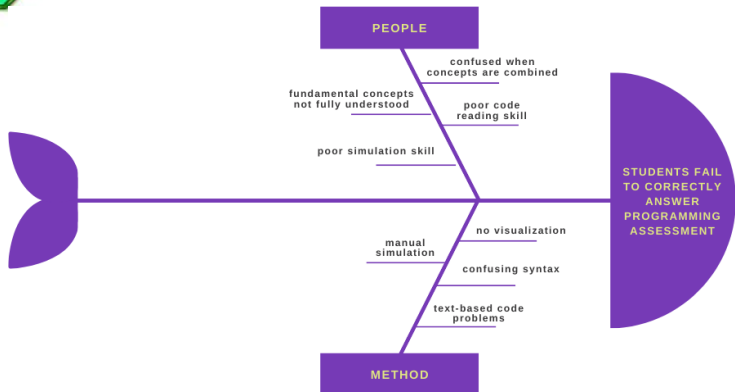 PEOPLE
confused when
concepts are combined
fundamental concepts
not fully understood
poor code
reading skill
poor simulation skill
STUDENTS FAIL
TO CORRECTLY
ANSWER
PROGRAMMING
ASSESSMENT
no visualization
manual
simulation
confusing syntax
text-based code
problems
METHOD